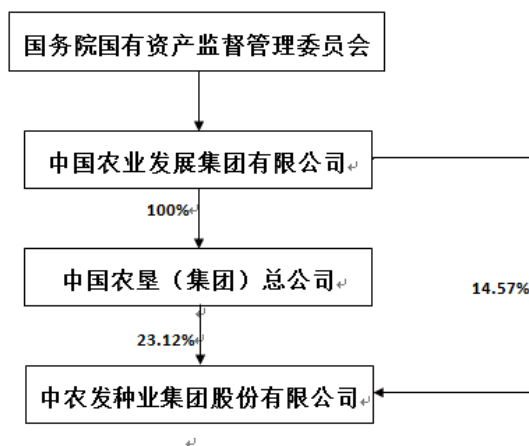 国务院国有资产监督管理委员会
中国农业发展集团有限公司
100%
中国农垦（集团）总公司
14.57%
23.12%
中农发种业集团股份有限公司